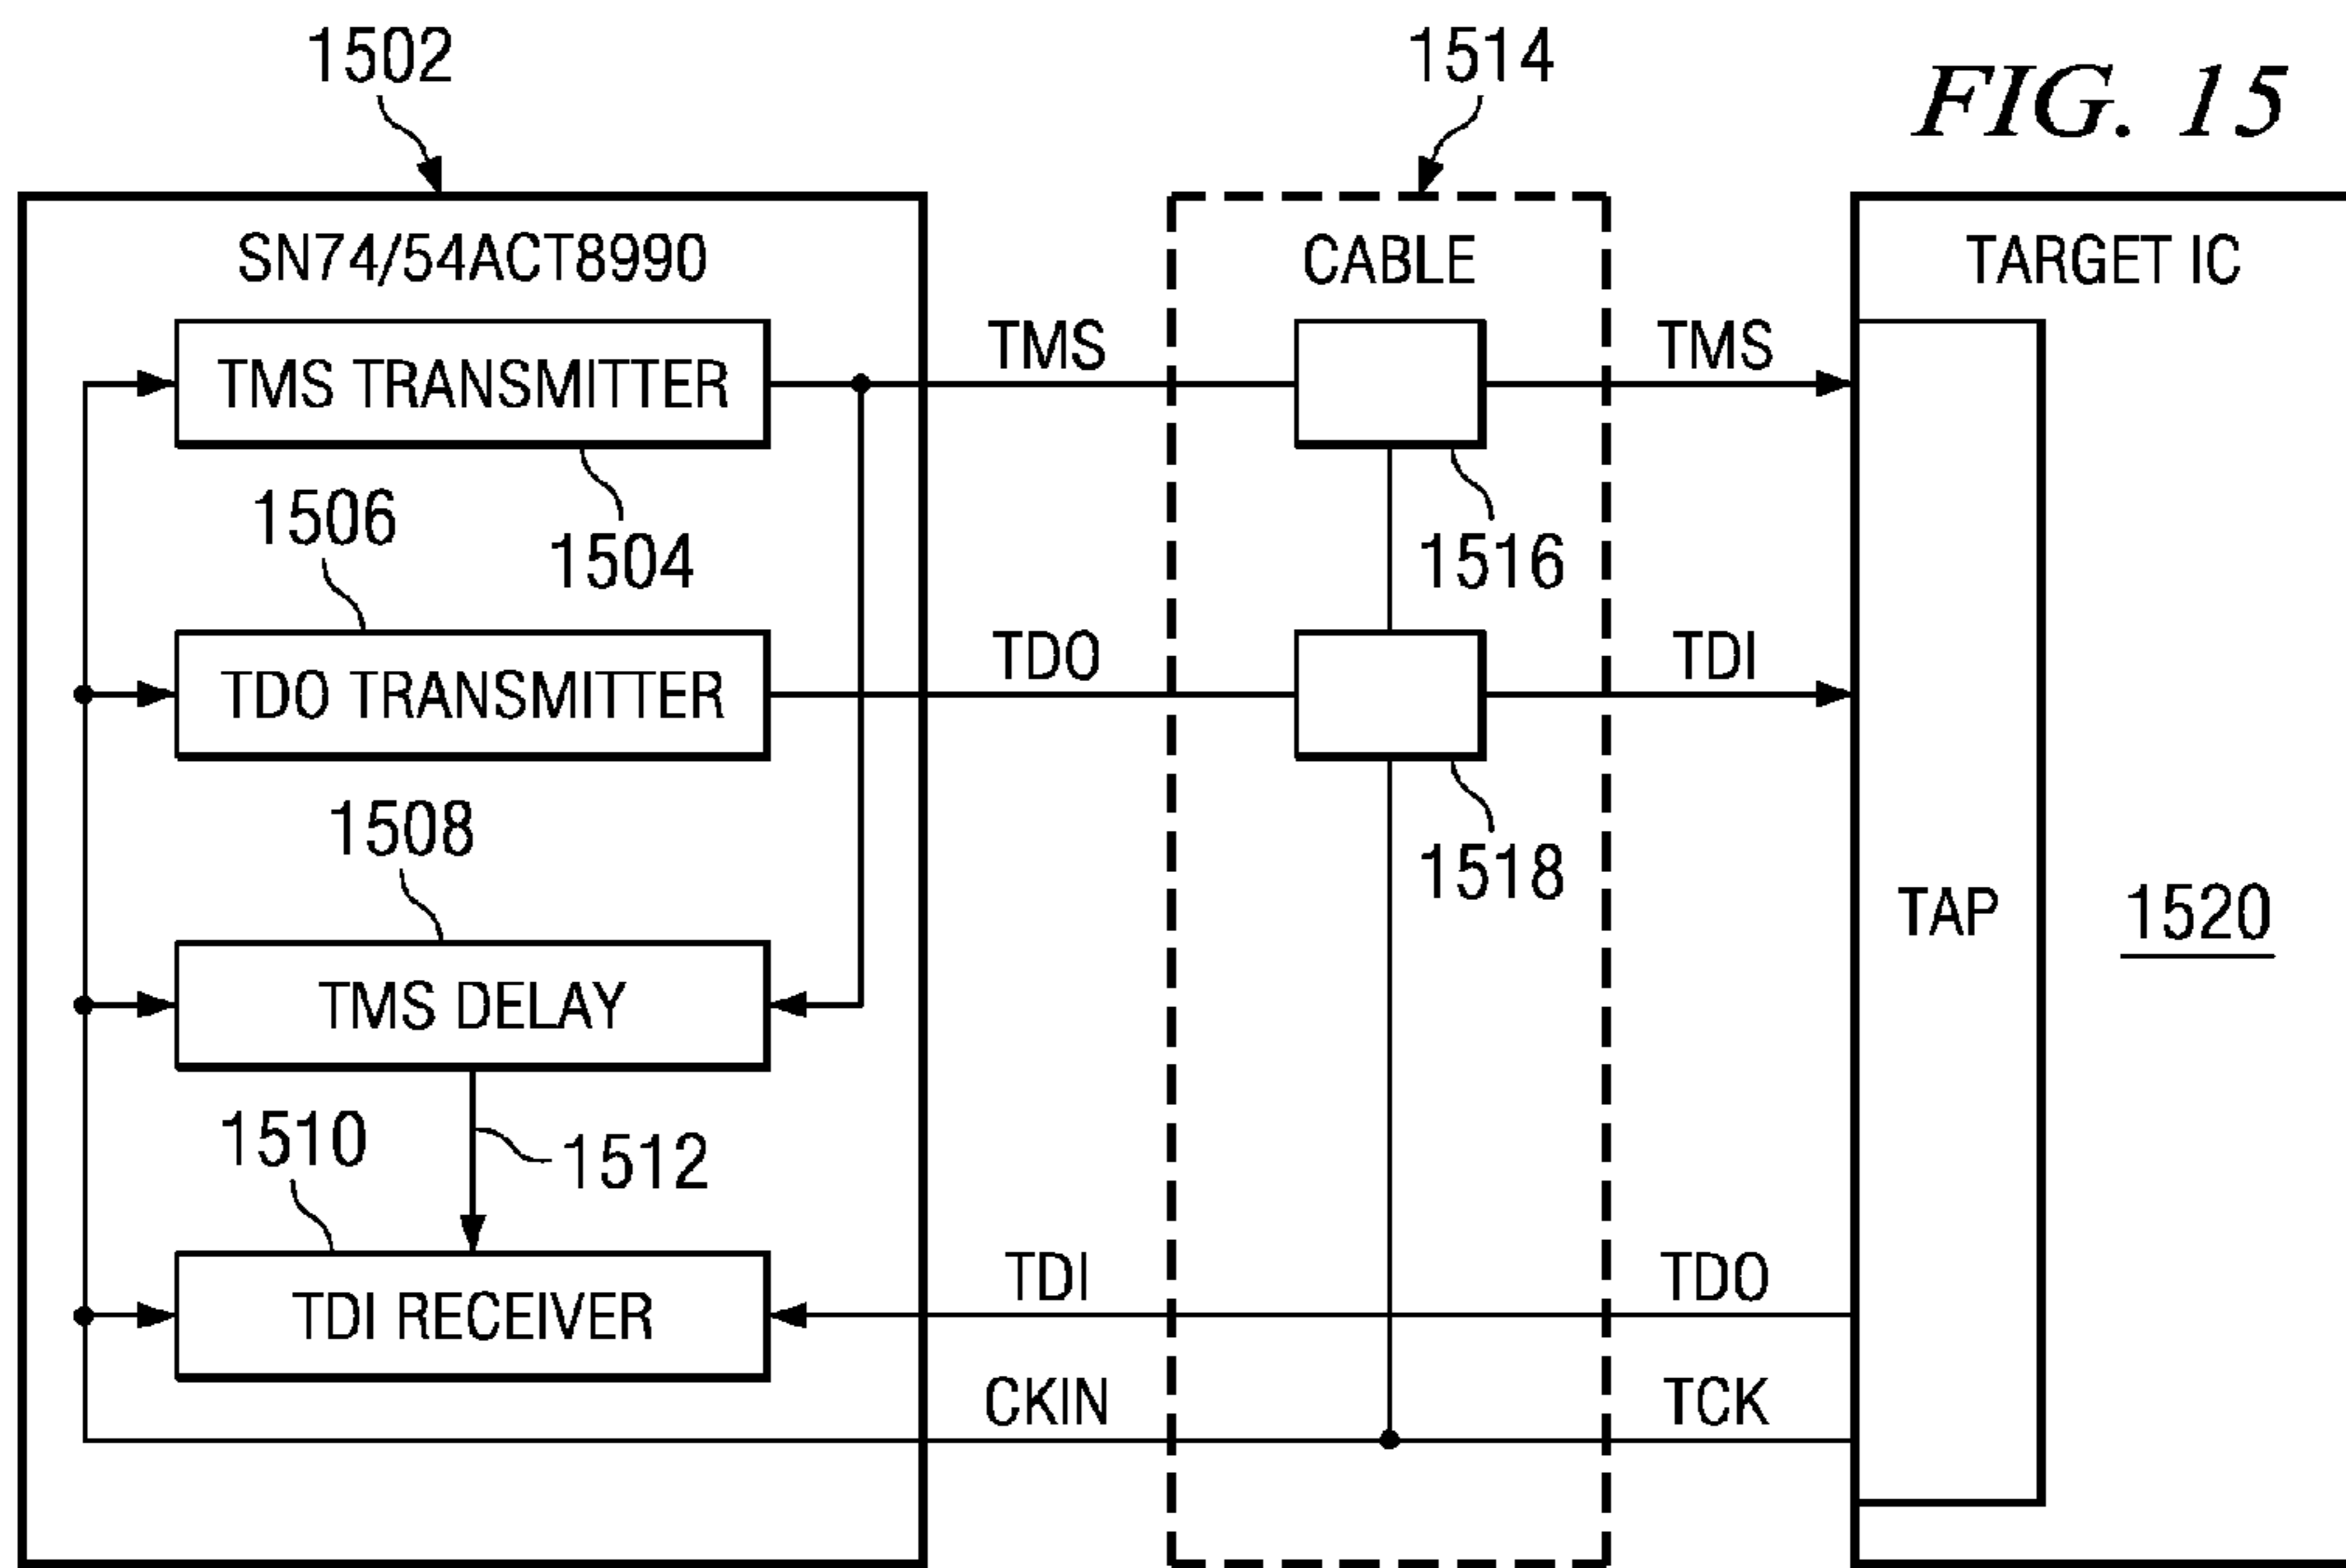 1502
1514
FIG. 15
SN74/54ACT8990
CABLE
TARGET IC
TMS TRANSMITTER
TMS
TMS
1506
1504
1516
TDO TRANSMITTER
TDO
TDI
1508
1518
TAP
1520
TMS DELAY
1510
1512
TDI RECEIVER
TDI
TDO
CKIN
TCK